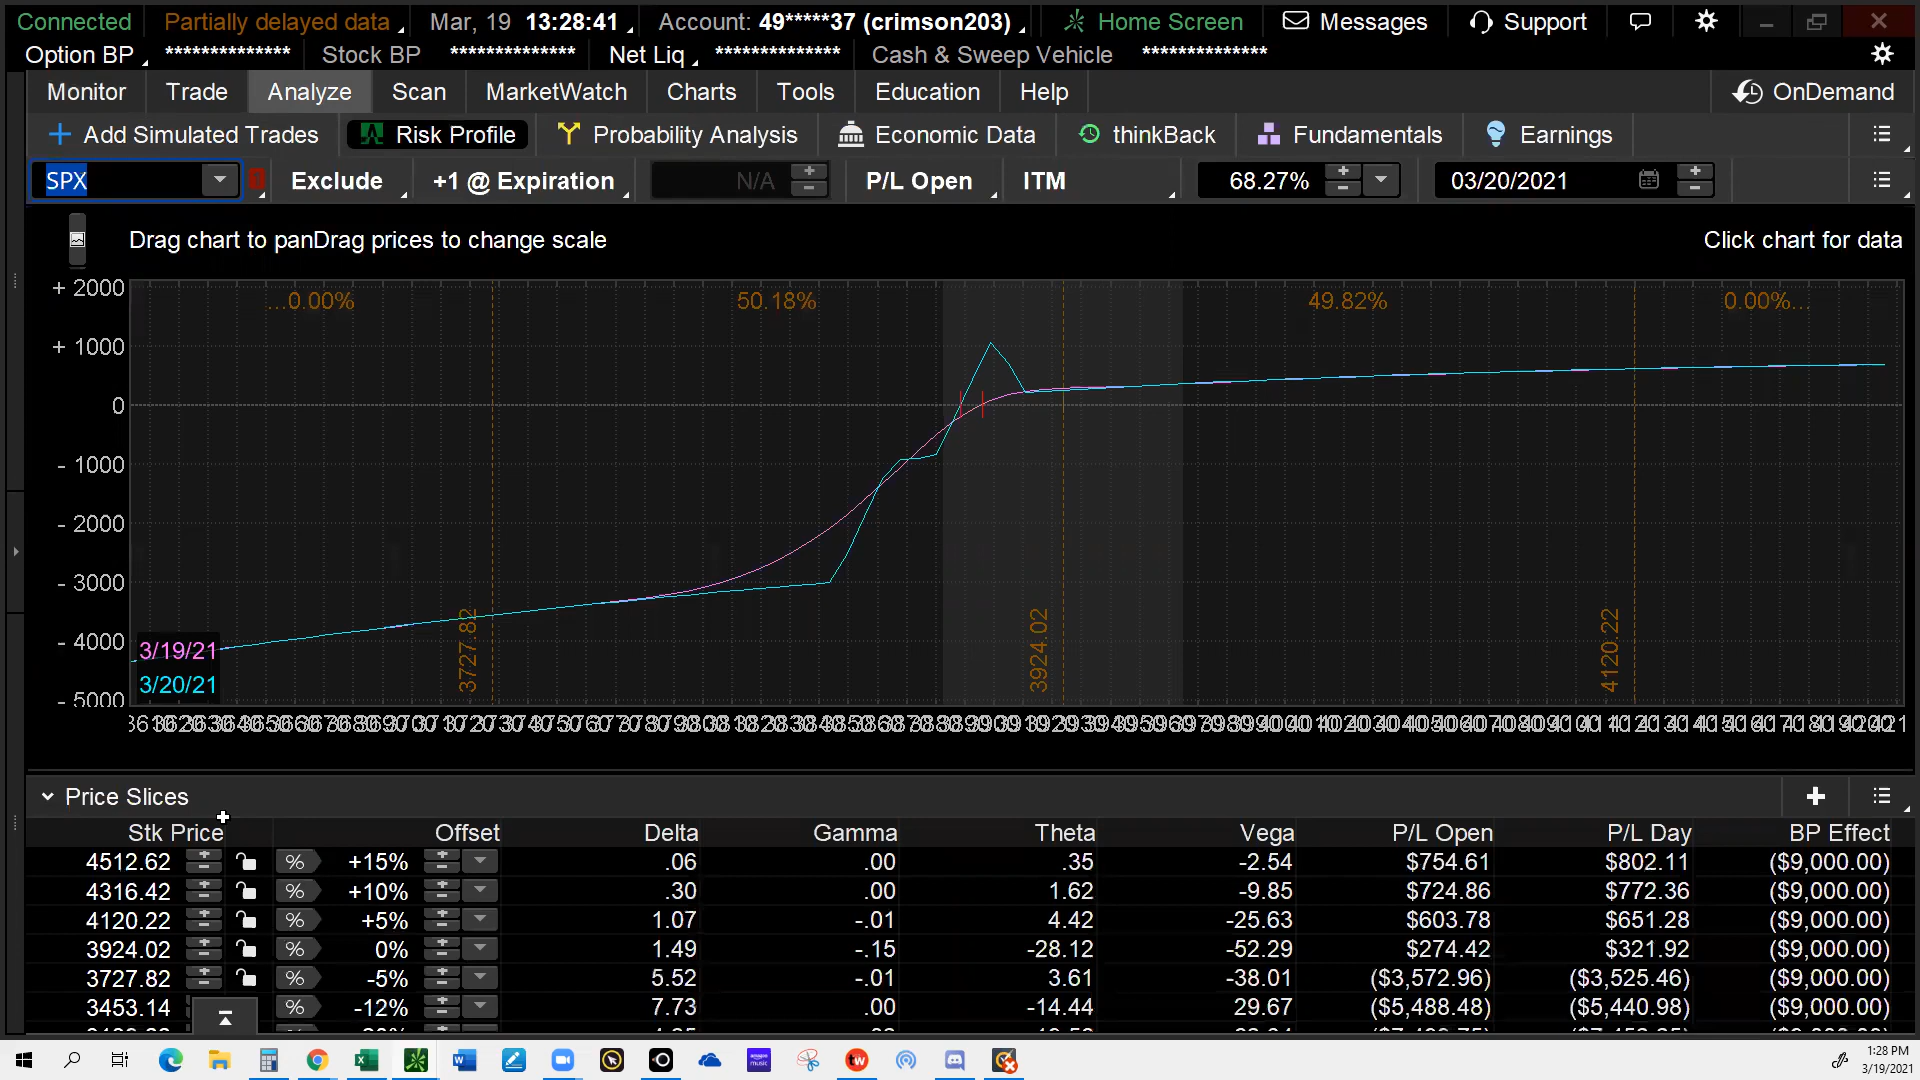 Connected Partially delayed data Mar, 19 13:28:41 Account: 49*****37 (crimson203) Home Screen Messages Support
Option BP ************** Stock BP ************** Net Liq ************** Cash & Sweep Vehicle **************
Monitor Trade Analyze Scan MarketWatch Charts Tools Education Help OnDemand
Add Simulated Trades Risk Profile Probability Analysis Economic Data thinkBack Fundamentals Earnings
SPX Exclude +1 @ Expiration N/A P/L Open ITM 68.27% 03/20/2021
Drag chart to panDrag prices to change scale Click chart for data
+ 2000 ...0.00% 50.18% 49.82% 0.00%...
+ 1000
0
- 1000
- 2000
- 3000
- 4000
- 5000
3727.82 3924.02 4120.22
3/19/21
3/20/21
Price Slices
Stk Price Offset Delta Gamma Theta Vega P/L Open P/L Day BP Effect
4512.62 % +15% .06 .00 .35 -2.54 $754.61 $802.11 ($9,000.00)
4316.42 % +10% .30 .00 1.62 -9.85 $724.86 $772.36 ($9,000.00)
4120.22 % +5% 1.07 -.01 4.42 -25.63 $603.78 $651.28 ($9,000.00)
3924.02 % 0% 1.49 -.15 -28.12 -52.29 $274.42 $321.92 ($9,000.00)
3727.82 % -5% 5.52 -.01 3.61 -38.01 ($3,572.96) ($3,525.46) ($9,000.00)
3453.14 % -12% 7.73 .00 -14.44 29.67 ($5,488.48) ($5,440.98) ($9,000.00)
1:28 PM
3/19/2021